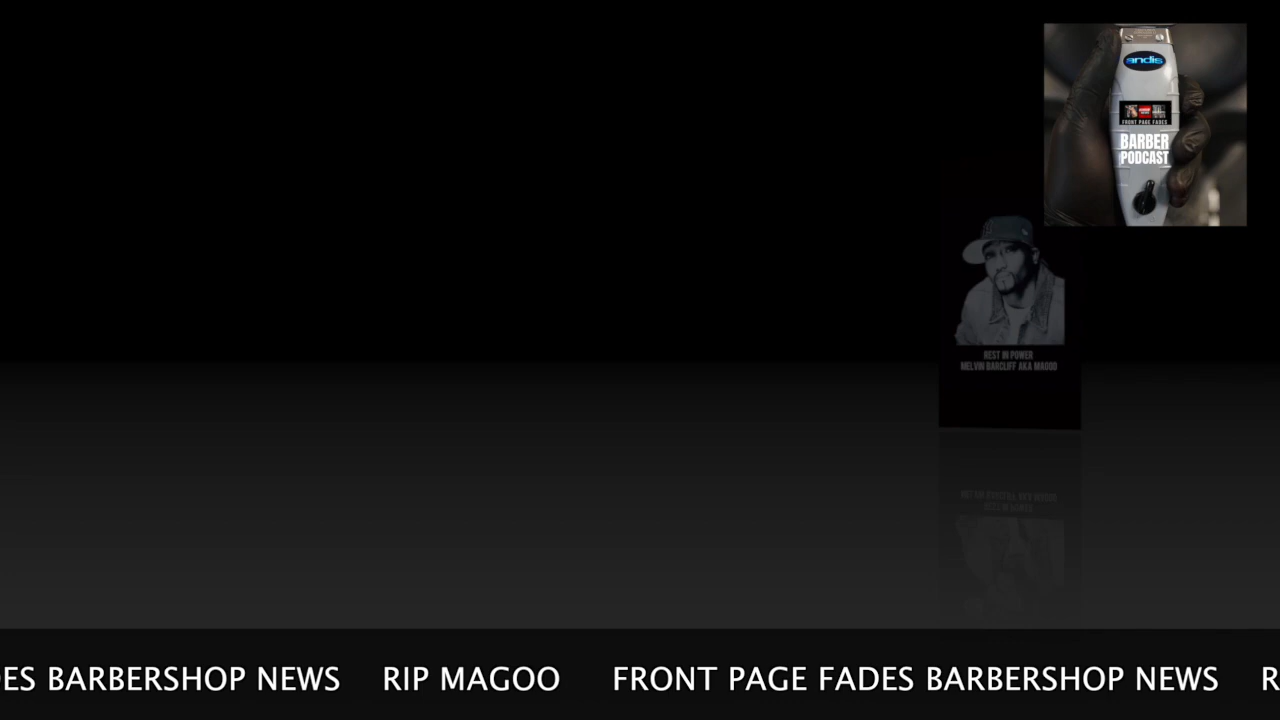 andis
FRONT PAGE FADES
BARBER
PODCAST
REST IN POWER
MELVIN BARCLIFF AKA MAGOO
DES BARBERSHOP NEWS RIP MAGOO FRONT PAGE FADES BARBERSHOP NEWS R